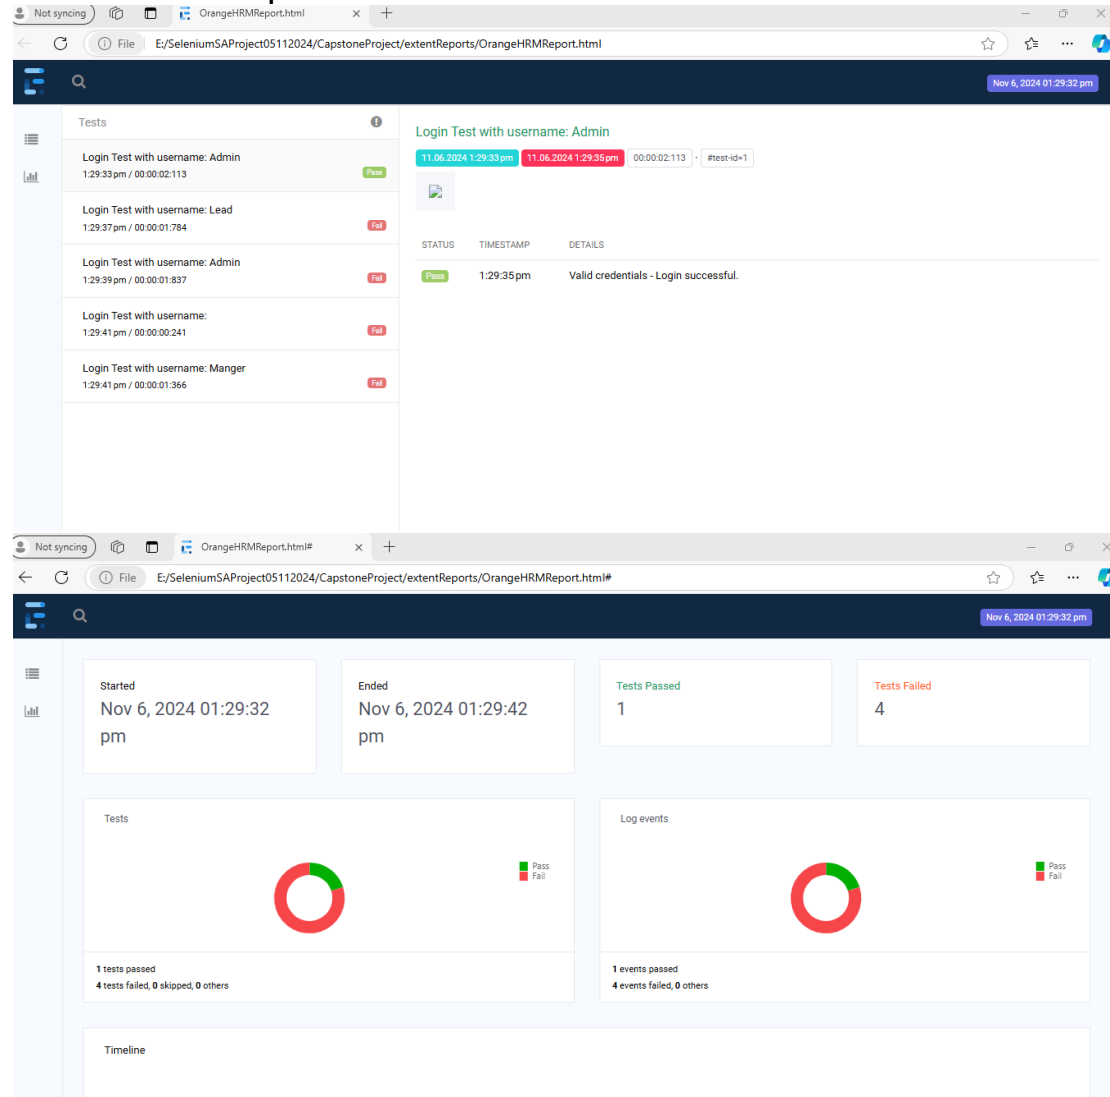 Not syncing
OrangeHRMReport.html
File E:/SeleniumSAProject05112024/CapstoneProject/extentReports/OrangeHRMReport.html
Nov 6, 2024 01:29:32 pm
Tests
Login Test with username: Admin
1:29:33 pm / 00:00:02:113
Pass
Login Test with username: Lead
1:29:37 pm / 00:00:01:784
Fail
Login Test with username: Admin
1:29:39 pm / 00:00:01:837
Fail
Login Test with username:
1:29:41 pm / 00:00:00:241
Fail
Login Test with username: Manger
1:29:41 pm / 00:00:01:366
Fail
Login Test with username: Admin
11.06.2024 1:29:33 pm 11.06.2024 1:29:35 pm 00:00:02:113 · #test-id=1
STATUS TIMESTAMP DETAILS
Pass 1:29:35 pm Valid credentials - Login successful.
Not syncing
OrangeHRMReport.html#
File E:/SeleniumSAProject05112024/CapstoneProject/extentReports/OrangeHRMReport.html#
Nov 6, 2024 01:29:32 pm
Started
Nov 6, 2024 01:29:32
pm
Ended
Nov 6, 2024 01:29:42
pm
Tests Passed
1
Tests Failed
4
Tests
Pass
Fail
1 tests passed
4 tests failed, 0 skipped, 0 others
Log events
Pass
Fail
1 events passed
4 events failed, 0 others
Timeline